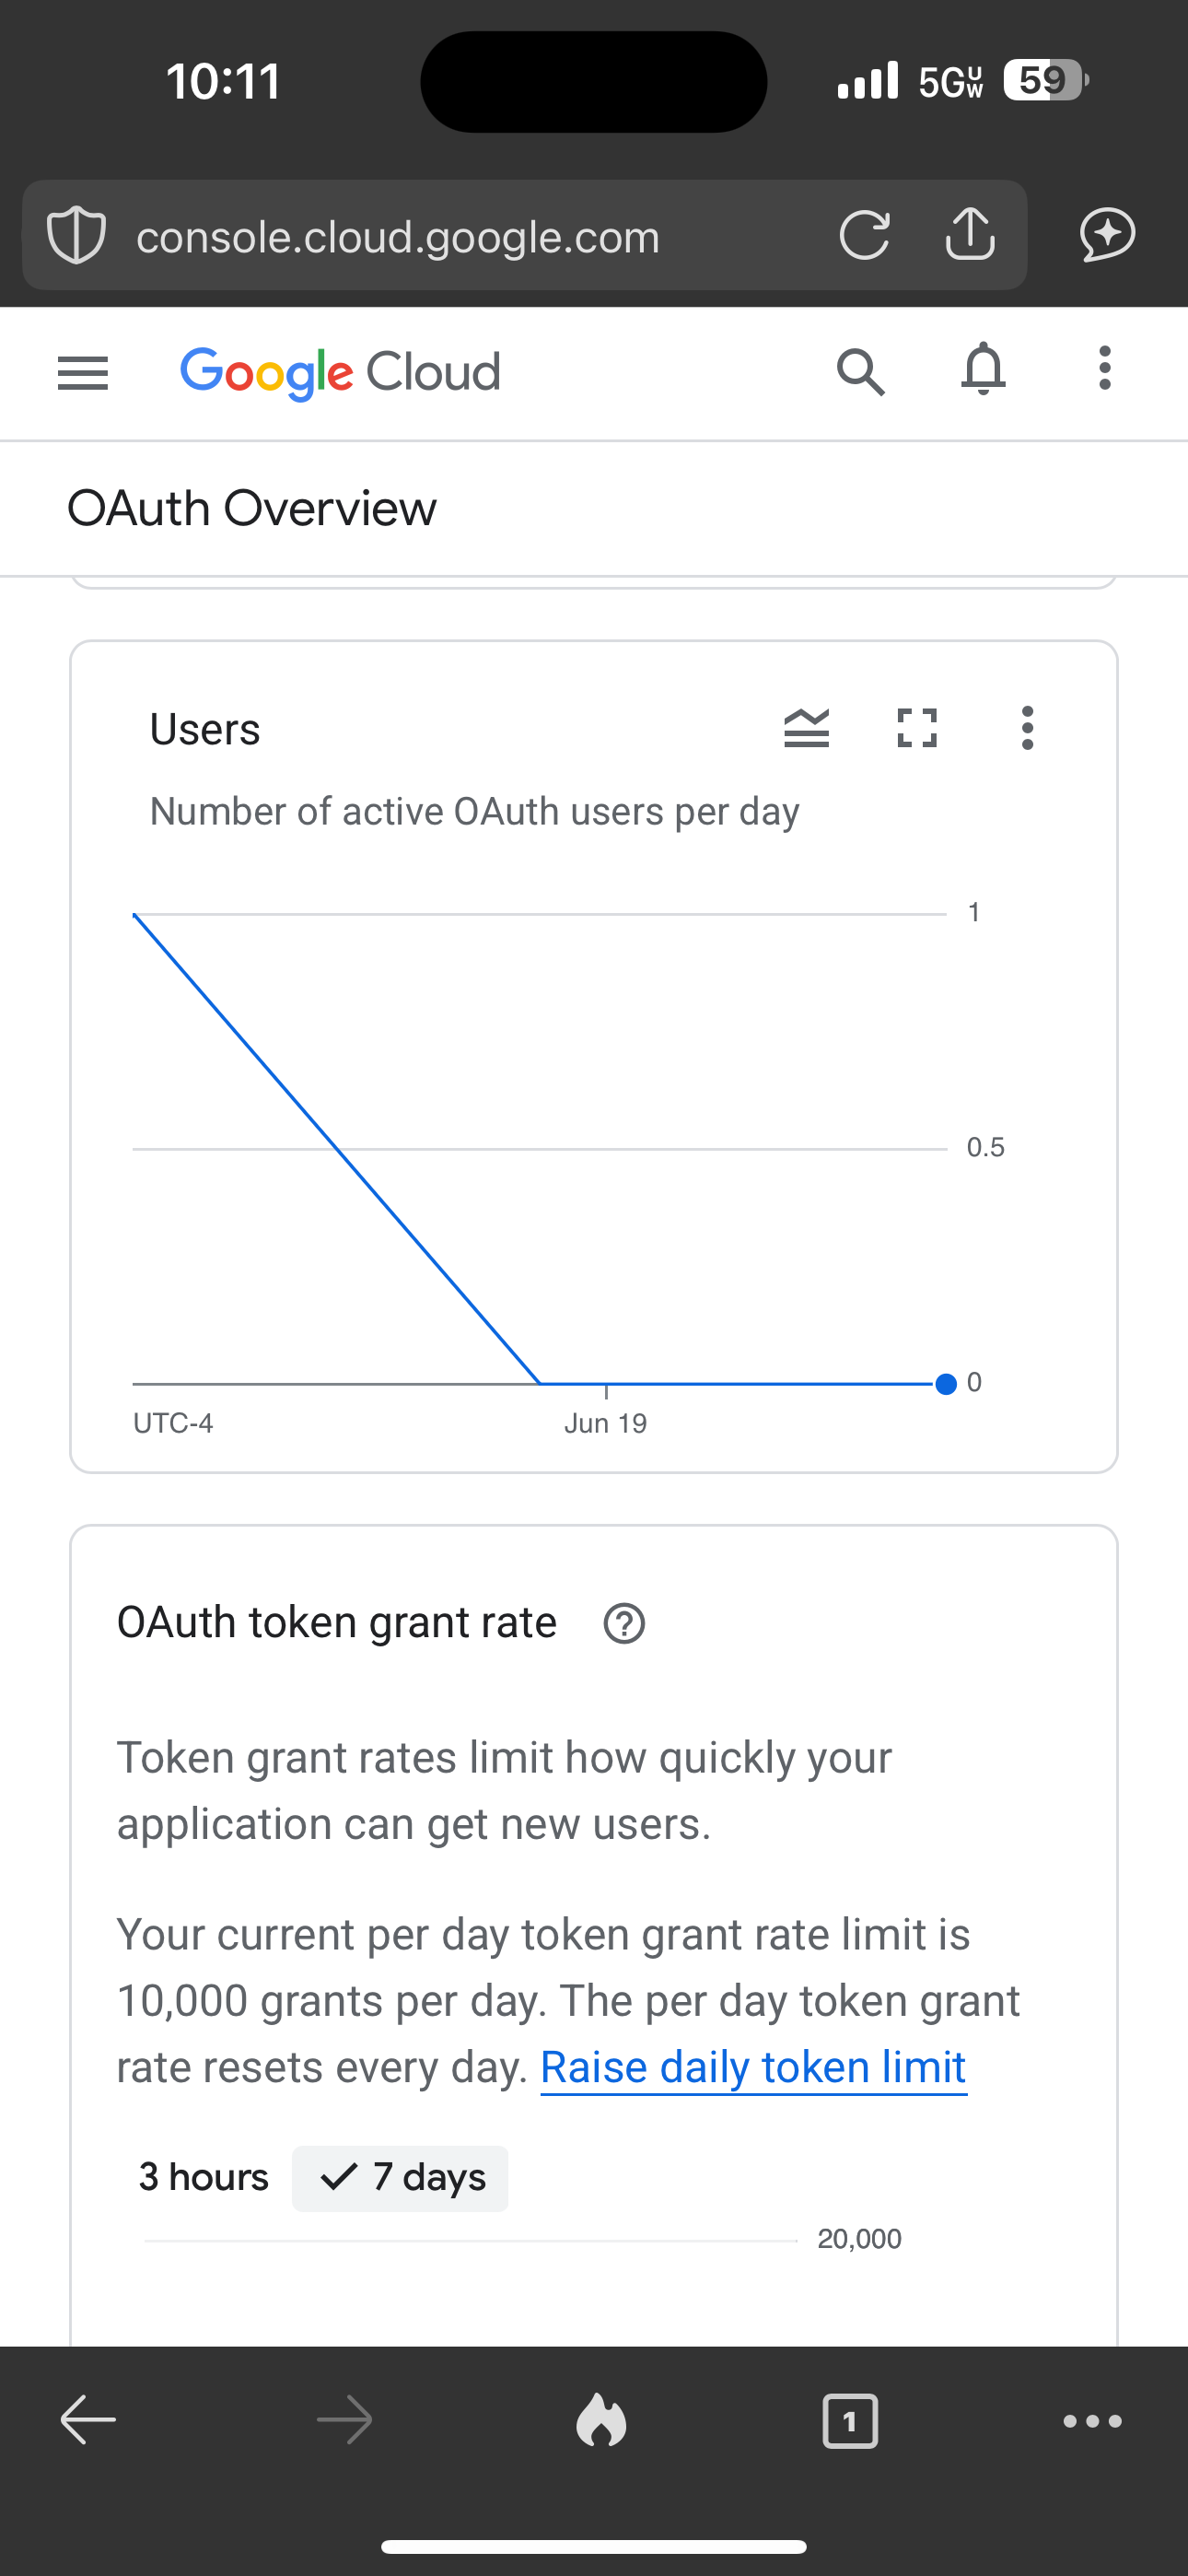 10:11
5G UW
59
console.cloud.google.com
Google Cloud
OAuth Overview
Users
Number of active OAuth users per day
1
0.5
0
UTC-4
Jun 19
OAuth token grant rate
Token grant rates limit how quickly your
application can get new users.
Your current per day token grant rate limit is
10,000 grants per day. The per day token grant
rate resets every day. Raise daily token limit
3 hours
7 days
20,000
1